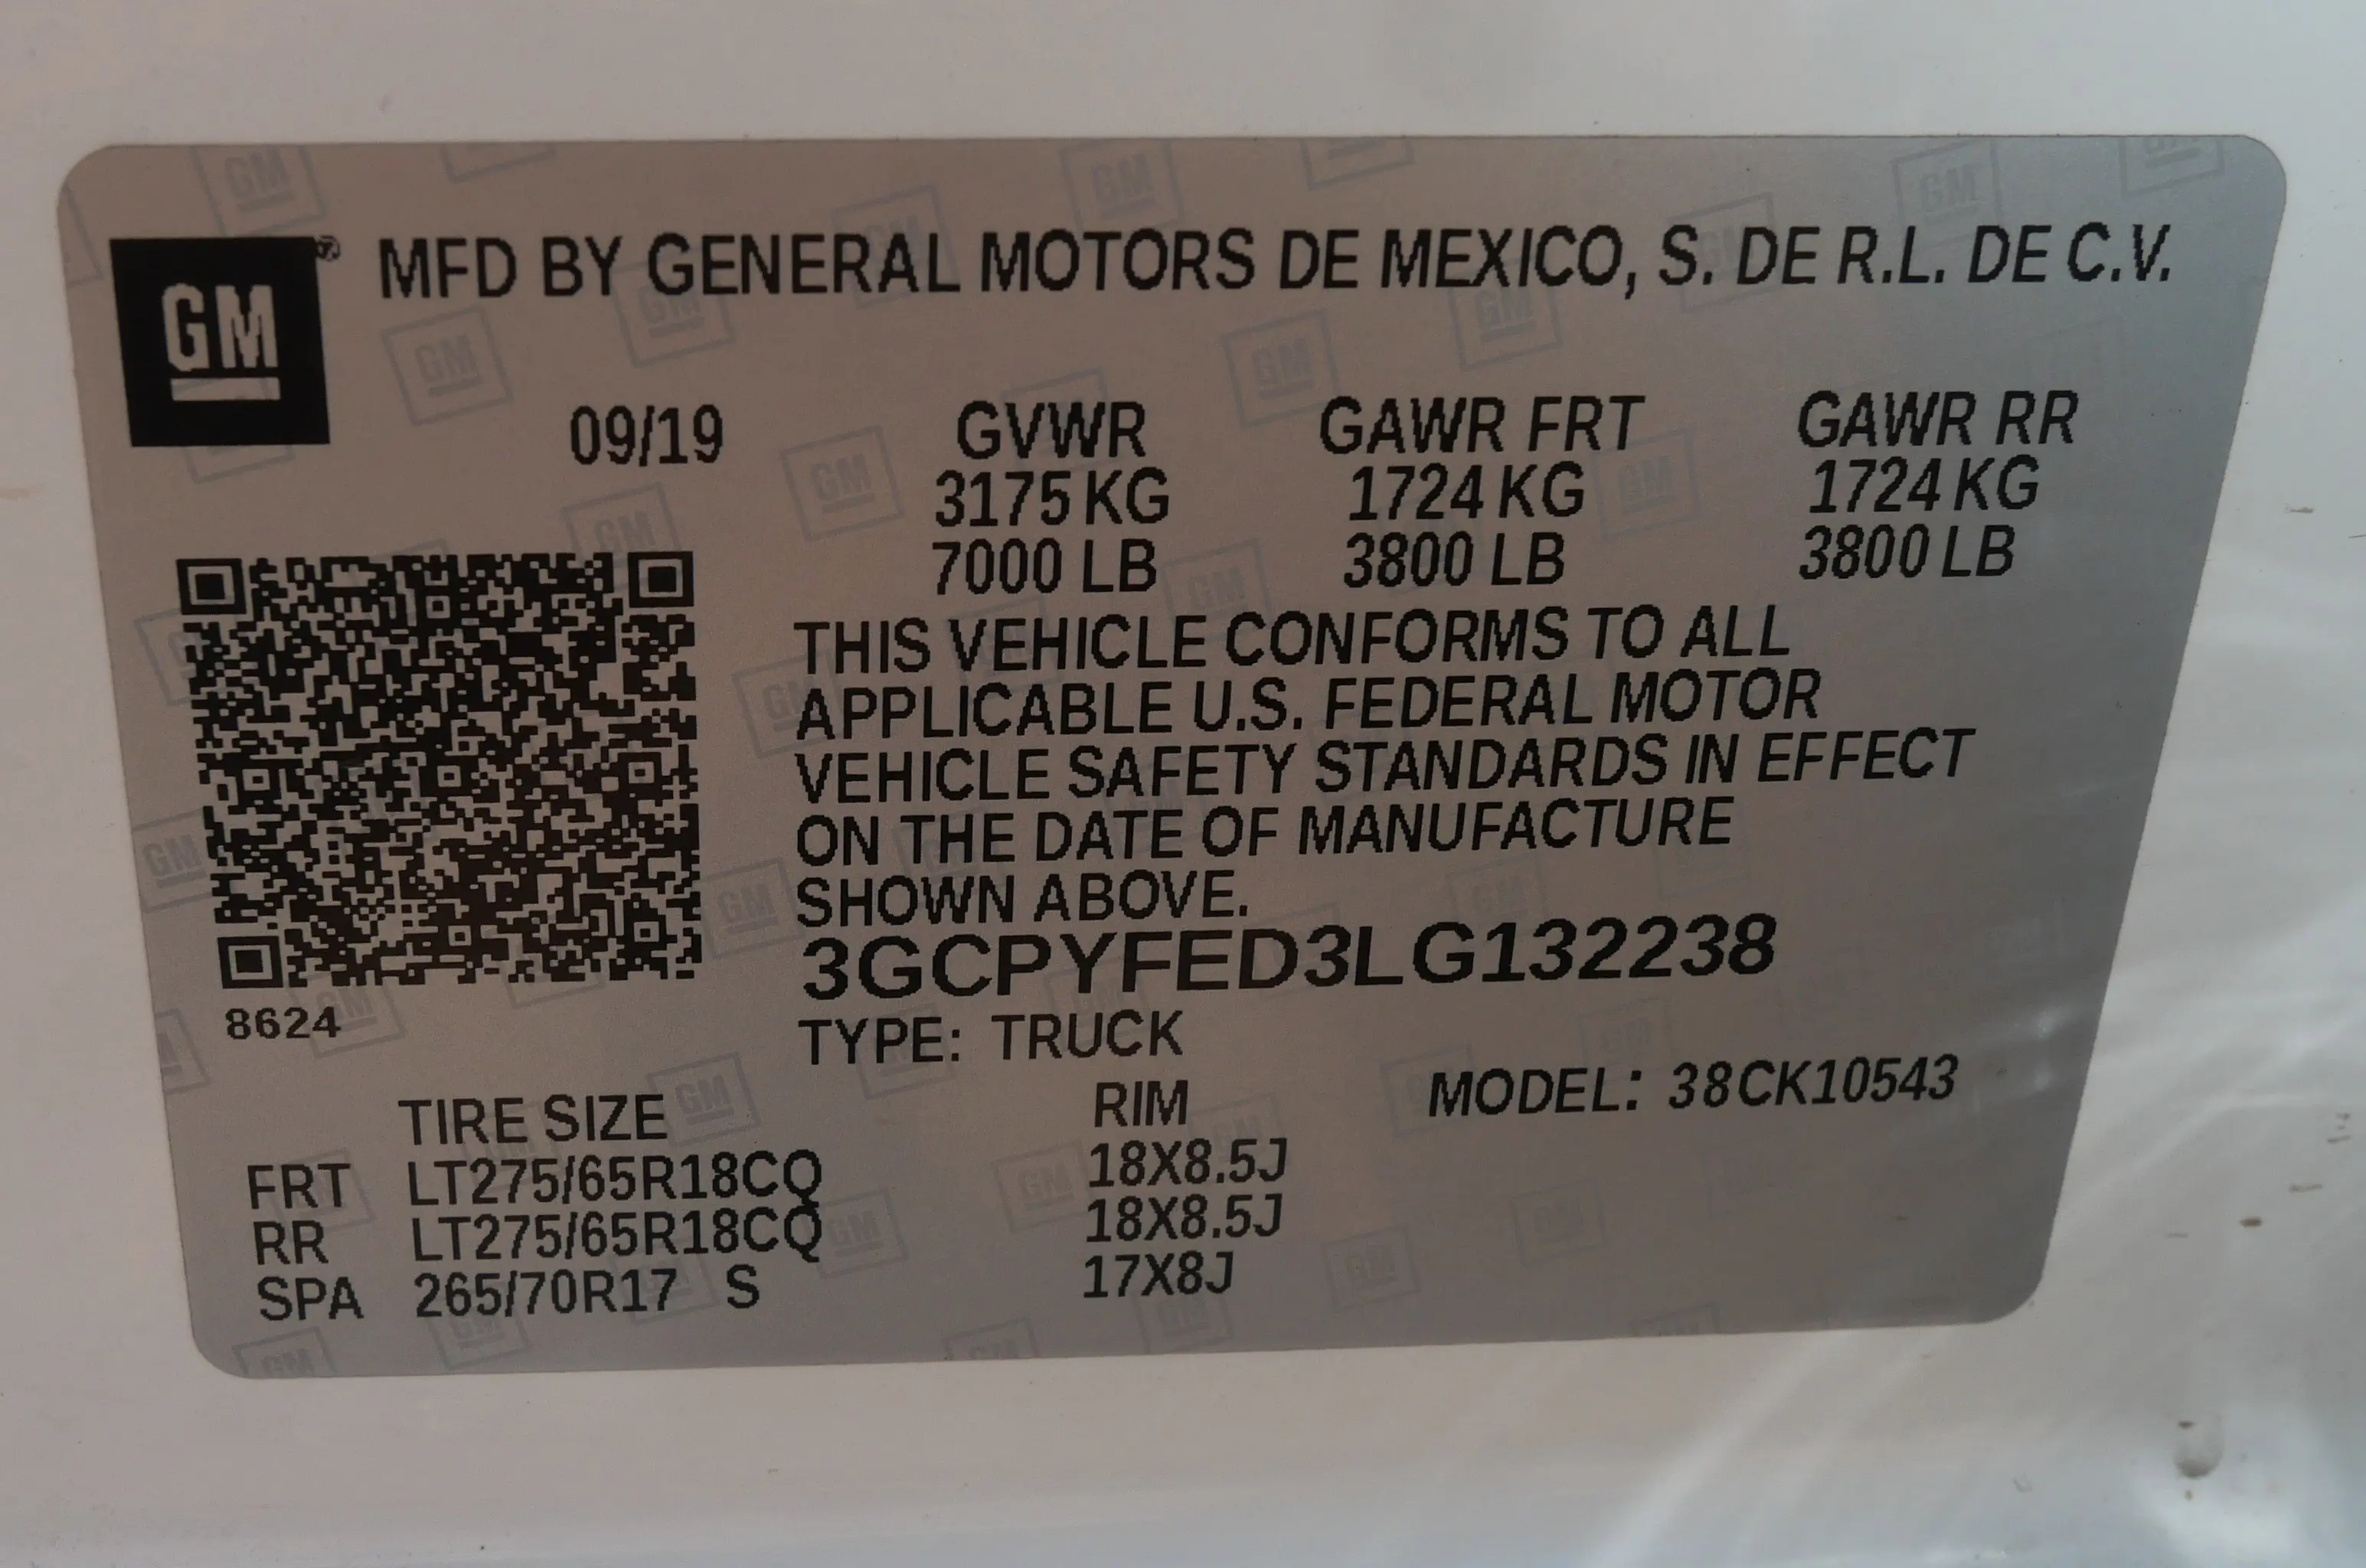 GM ® MFD BY GENERAL MOTORS DE MEXICO, S. DE R.L. DE C.V.
09/19 GVWR GAWR FRT GAWR RR
3175 KG 1724 KG 1724 KG
7000 LB 3800 LB 3800 LB
THIS VEHICLE CONFORMS TO ALL
APPLICABLE U.S. FEDERAL MOTOR
VEHICLE SAFETY STANDARDS IN EFFECT
ON THE DATE OF MANUFACTURE
SHOWN ABOVE.
3GCPYFED3LG132238
8624
TYPE: TRUCK
TIRE SIZE RIM MODEL: 38CK10543
FRT LT275/65R18CQ 18X8.5J
RR LT275/65R18CQ 18X8.5J
SPA 265/70R17 S 17X8J